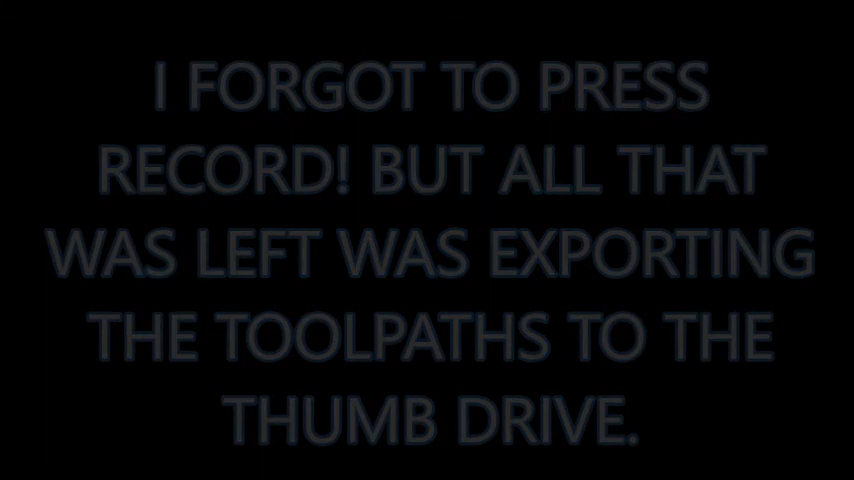 I FORGOT TO PRESS
RECORD! BUT ALL THAT
WAS LEFT WAS EXPORTING
THE TOOLPATHS TO THE
THUMB DRIVE.